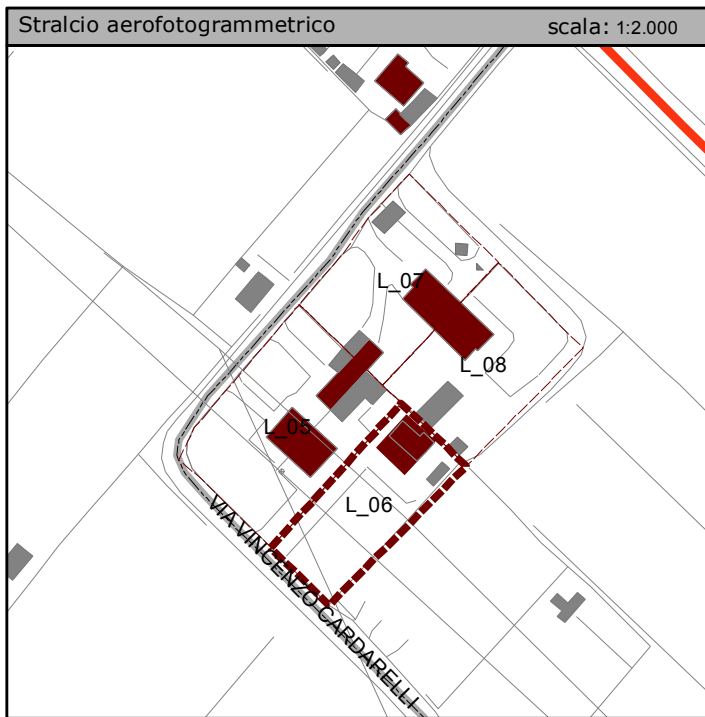 Stralcio aerofotogrammetrico
scala: 1:2.000
L_07
L_08
L_05
L_06
VIA VINCENZO CARDARELLI